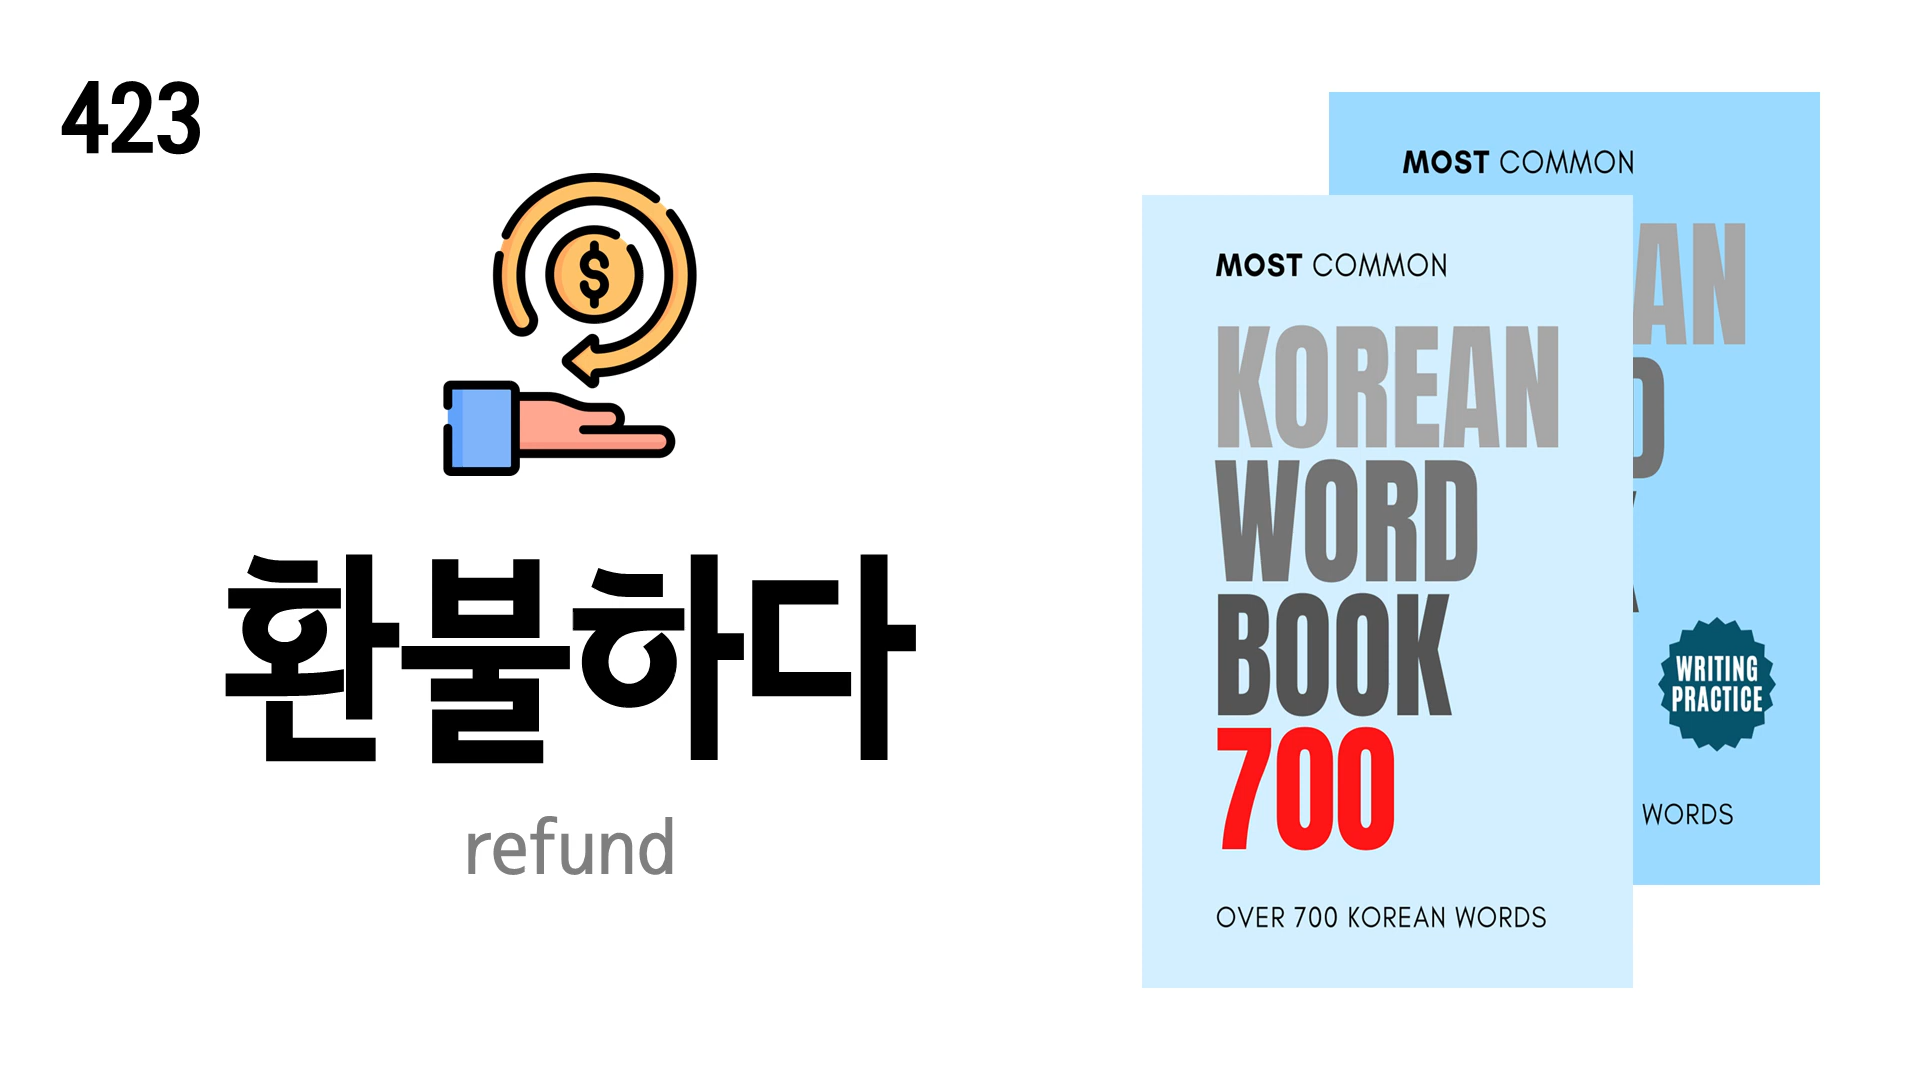 423
$
환불하다
refund
MOST COMMON
KOREAN
WORD
BOOK
700
OVER 700 KOREAN WORDS
MOST COMMON
AN
D
WRITING
PRACTICE
WORDS